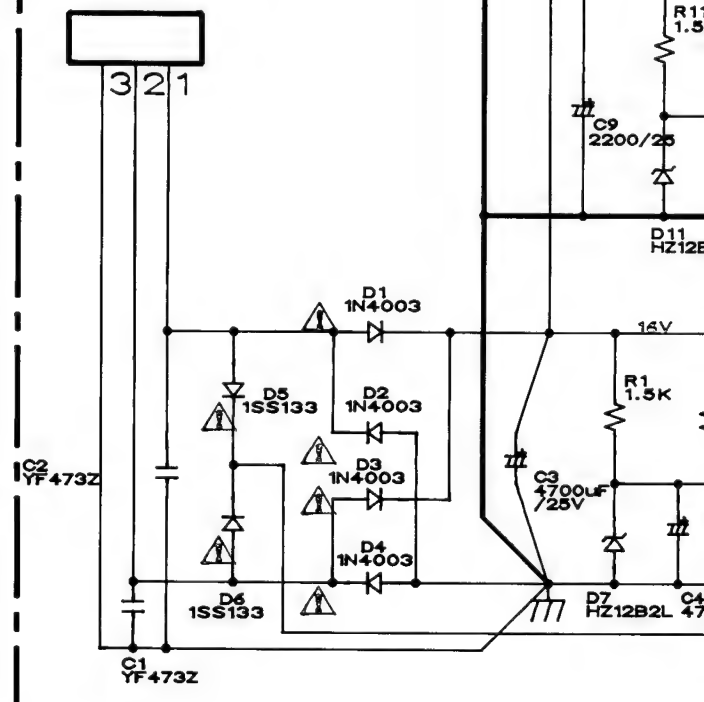 R11
1.5
3 2 1
C9
2200/25
D11
HZ12B
D1
1N4003
16V
R1
1.5K
D5
1SS133
D2
1N4003
D3
1N4003
C2
YF473Z
C3
4700uF
/25V
D4
1N4003
D6
1SS133
D7
HZ12B2L
C4
47
C1
YF473Z